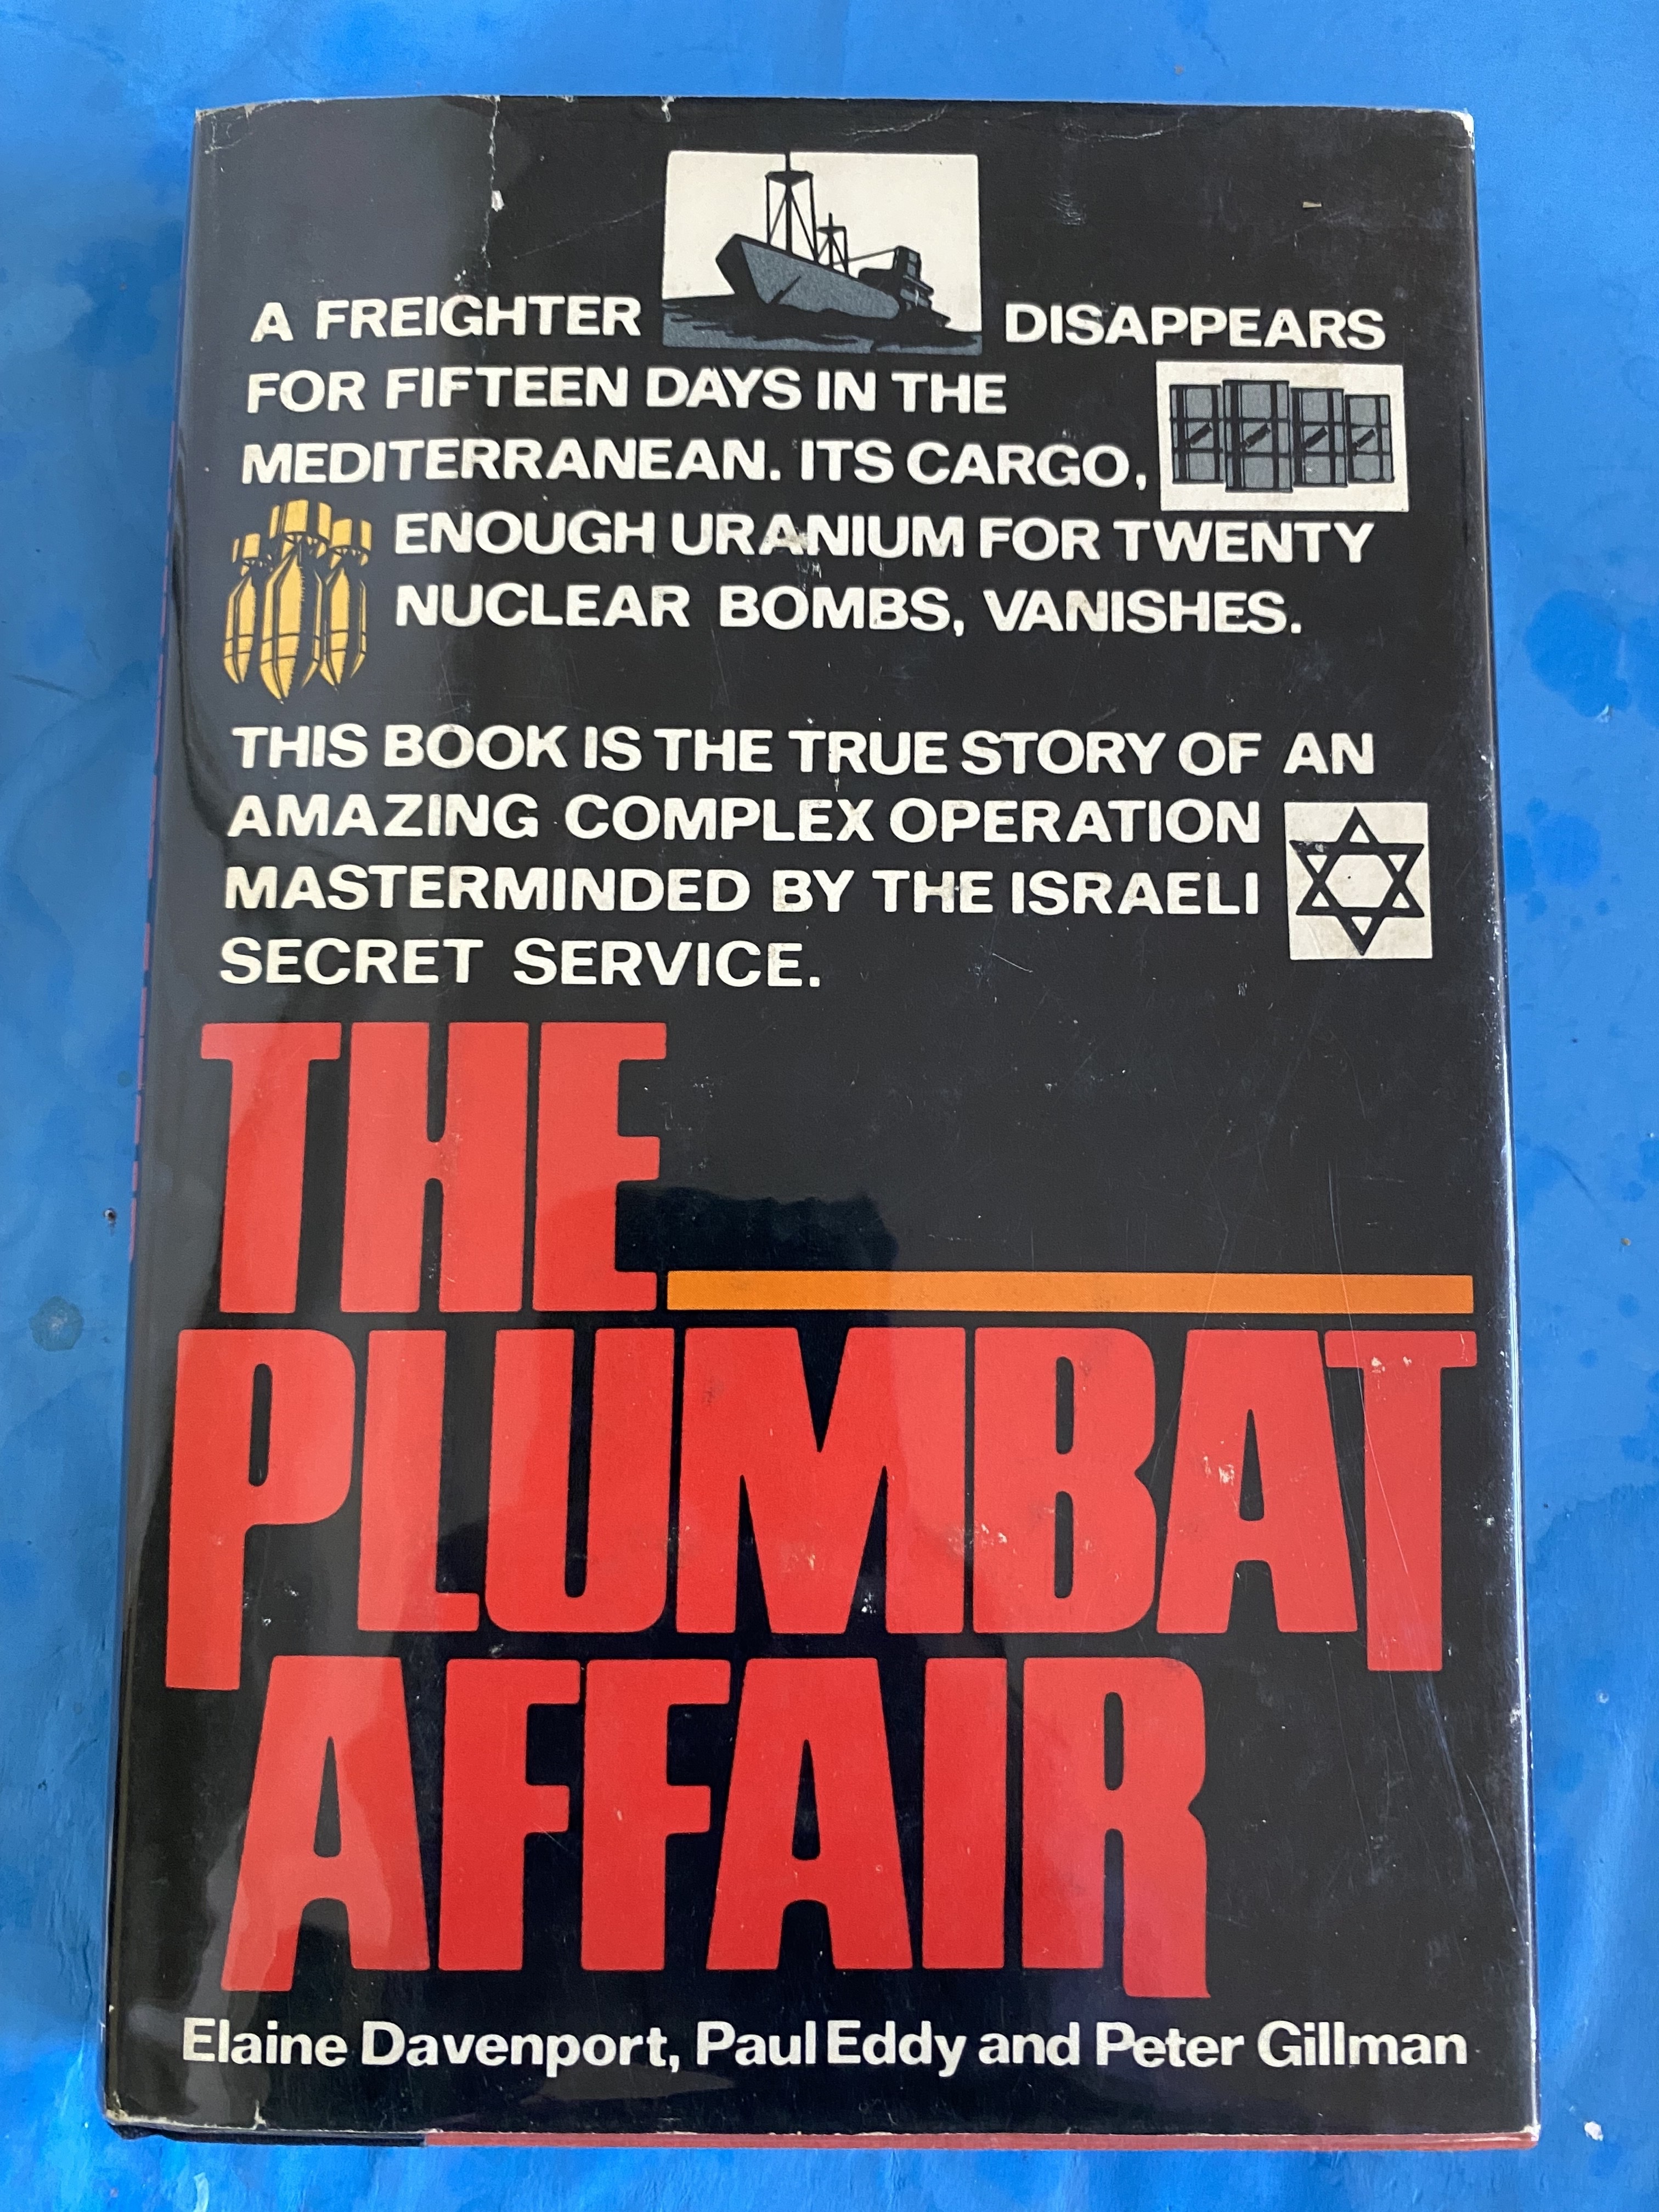 A FREIGHTER DISAPPEARS
FOR FIFTEEN DAYS IN THE
MEDITERRANEAN. ITS CARGO,
ENOUGH URANIUM FOR TWENTY
NUCLEAR BOMBS, VANISHES.
THIS BOOK IS THE TRUE STORY OF AN
AMAZING COMPLEX OPERATION
MASTERMINDED BY THE ISRAELI
SECRET SERVICE.
THE
PLUMBAT
AFFAIR
Elaine Davenport, Paul Eddy and Peter Gillman